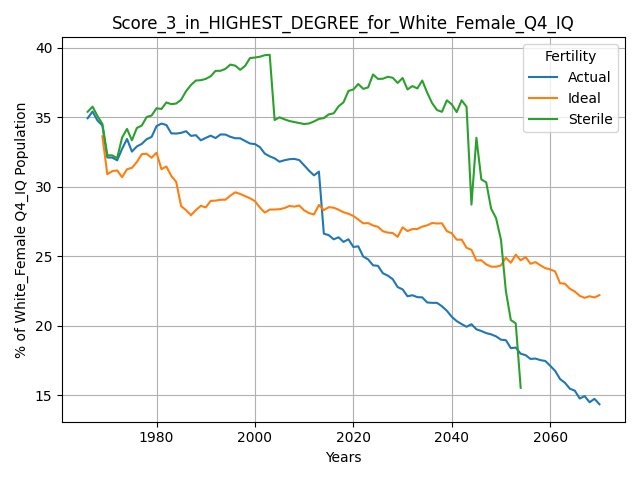 Score_3_in_HIGHEST_DEGREE_for_White_Female_Q4_IQ
% of White_Female Q4_IQ Population
40
35
30
25
20
15
Fertility
Actual
Ideal
Sterile
1980 2000 2020 2040 2060
Years